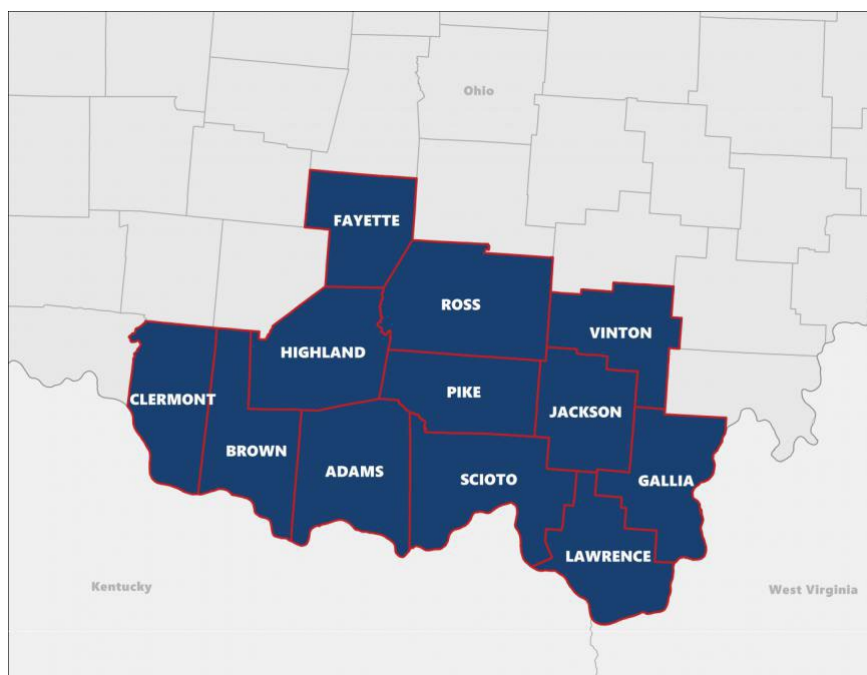 Ohio
FAYETTE
ROSS
VINTON
HIGHLAND
PIKE
CLERMONT
JACKSON
BROWN
ADAMS
SCIOTO
GALLIA
LAWRENCE
Kentucky
West Virginia